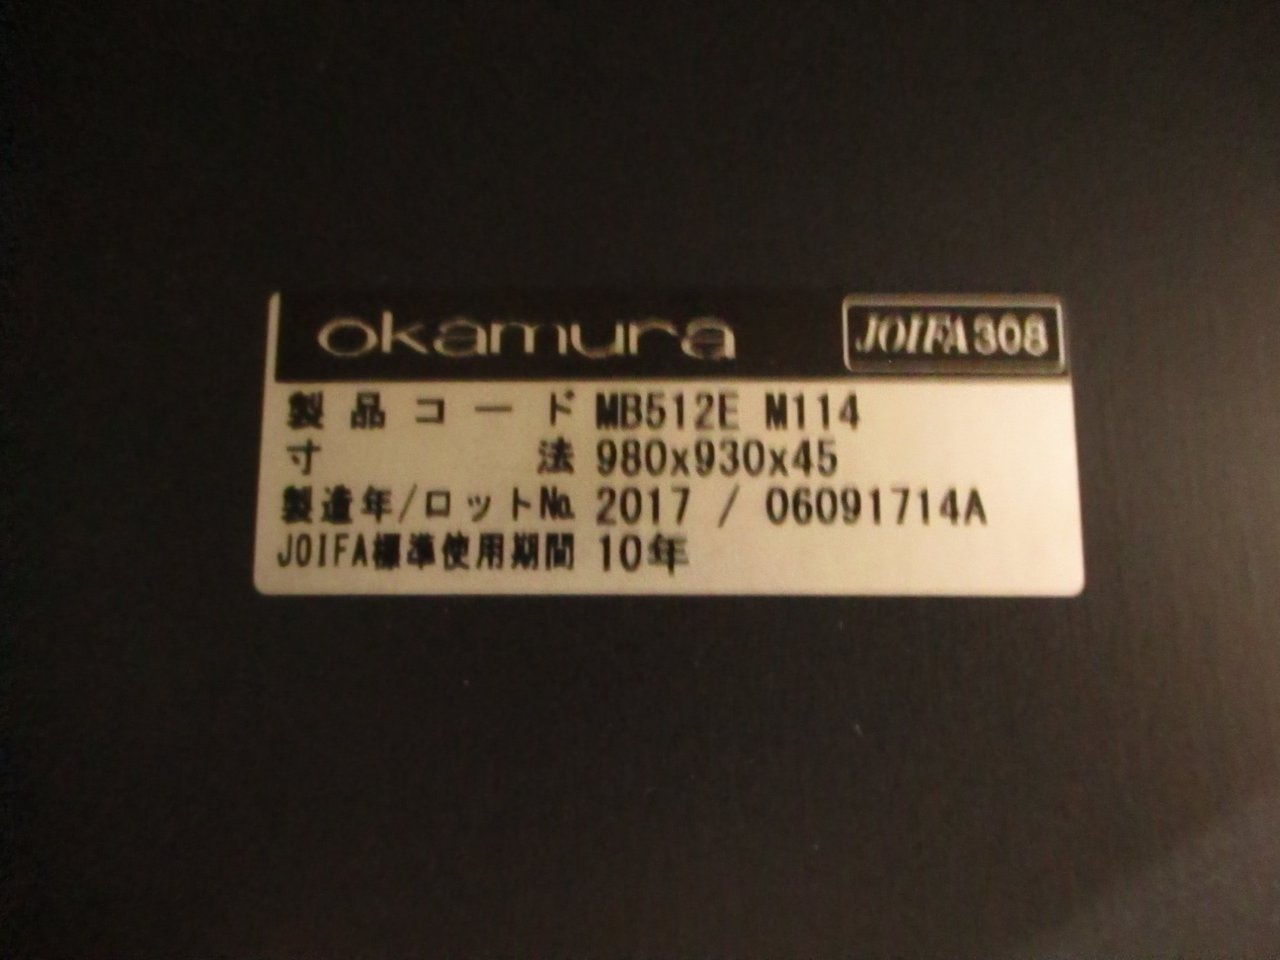 okamura JOIFA308
製品コード MB512E M114
寸法 980x930x45
製造年/ロット№ 2017 / 06091714A
JOIFA標準使用期間 10年